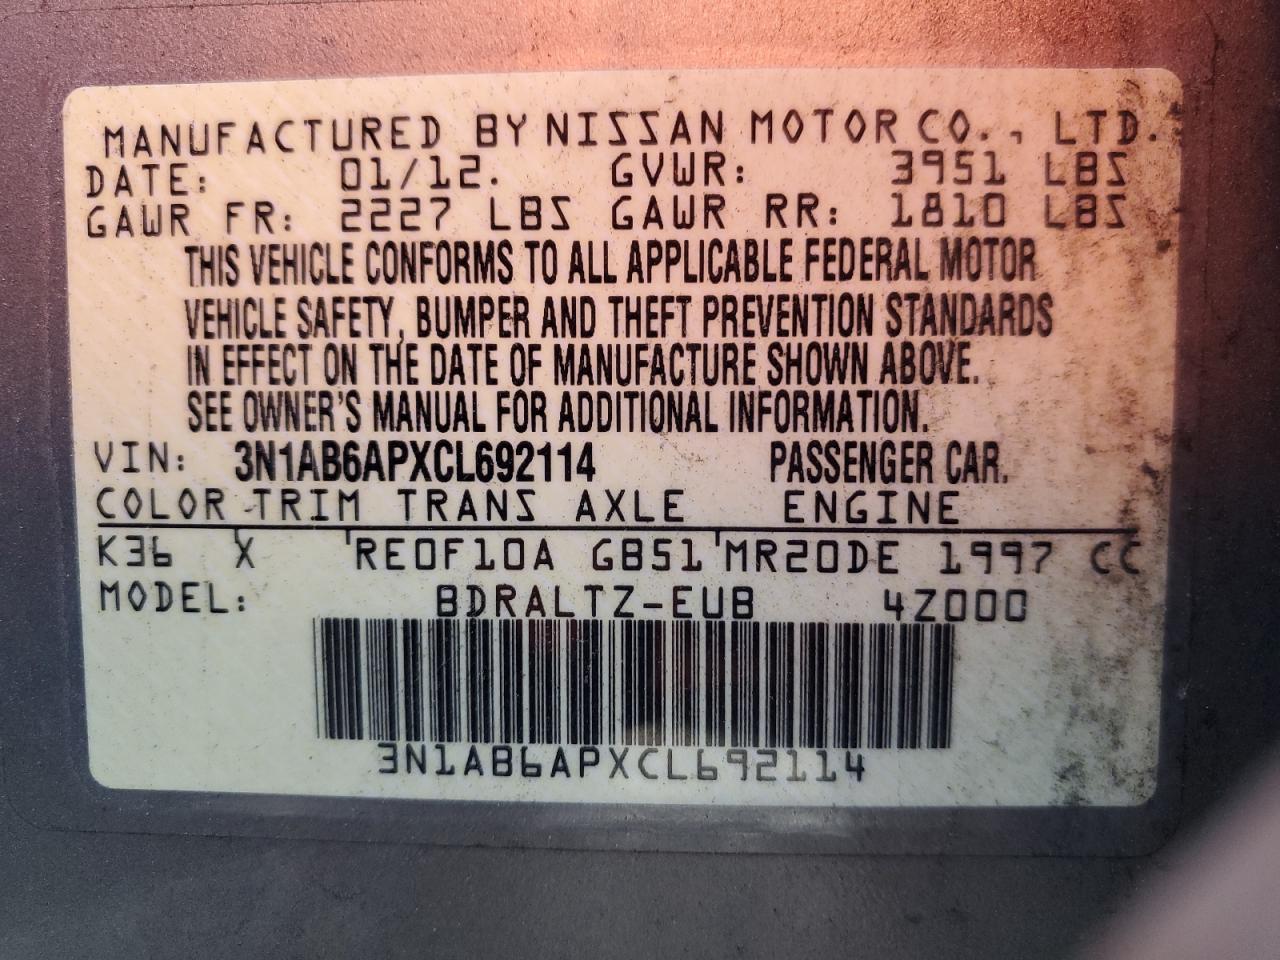 MANUFACTURED BY NISSAN MOTOR CO., LTD.
DATE: 01/12. GVWR: 3951 LBS
GAWR FR: 2227 LBS GAWR RR: 1810 LBS
THIS VEHICLE CONFORMS TO ALL APPLICABLE FEDERAL MOTOR
VEHICLE SAFETY, BUMPER AND THEFT PREVENTION STANDARDS
IN EFFECT ON THE DATE OF MANUFACTURE SHOWN ABOVE.
SEE OWNER'S MANUAL FOR ADDITIONAL INFORMATION.
VIN: 3N1AB6APXCL692114 PASSENGER CAR.
COLOR TRIM TRANS AXLE ENGINE
K36 X RE0F10A GB51 MR20DE 1997 CC
MODEL: BDRALTZ-EUB 4Z000
3N1AB6APXCL692114